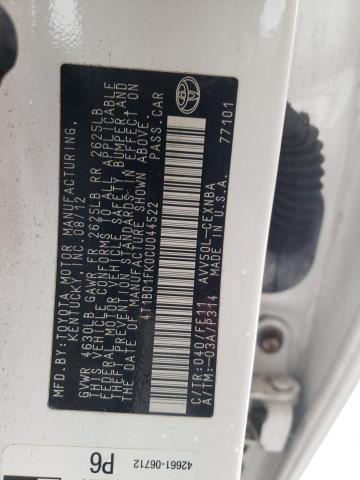 MFD.BY:TOYOTA MOTOR MANUFACTURING,
KENTUCKY, INC. 08/12
GVWR 4630LB GAWR FR 2625LB RR 2625LB
THIS VEHICLE CONFORMS TO ALL APPLICABLE
FEDERAL MOTOR VEHICLE SAFETY, BUMPER, AND
THEFT PREVENTION STANDARDS IN EFFECT ON
THE DATE OF MANUFACTURE SHOWN ABOVE.
4T1BD1FK0CU044522 PASS.CAR
C/TR:040/FE11 AVV50L-CEXNBA
A/TM:-03A/P314 MADE IN U.S.A.
77101
TOYOTA
42661-06712
P6